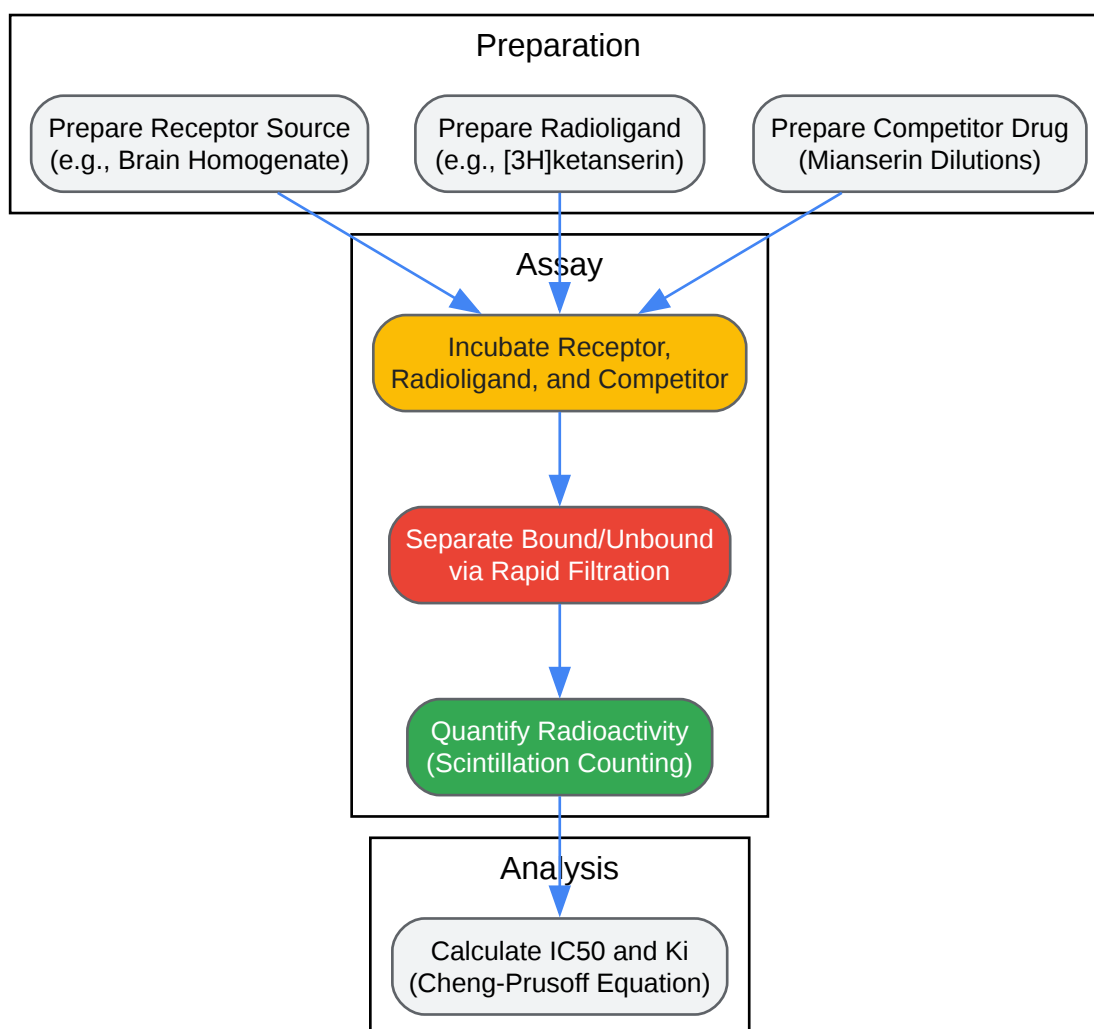 Preparation
Prepare Receptor Source
(e.g., Brain Homogenate)
Prepare Radioligand
(e.g., [3H]ketanserin)
Prepare Competitor Drug
(Mianserin Dilutions)
Assay
Incubate Receptor,
Radioligand, and Competitor
Separate Bound/Unbound
via Rapid Filtration
Quantify Radioactivity
(Scintillation Counting)
Analysis
Calculate IC50 and Ki
(Cheng-Prusoff Equation)